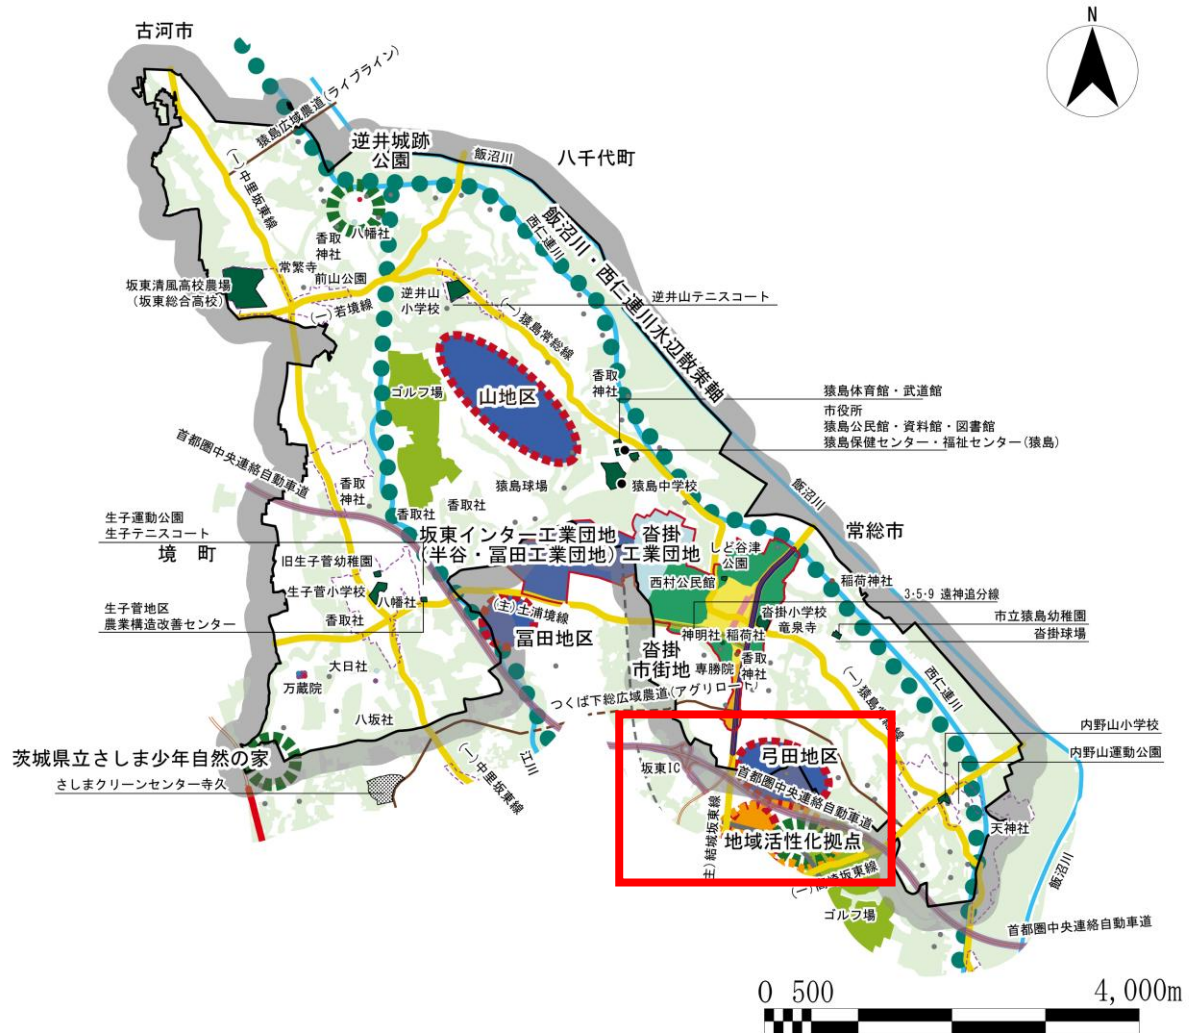 古河市
N
猿島広域農道(ライブライン)
逆井城跡
公園
飯沼川
八千代町
(一)中里坂東線
飯沼川・西仁連川水辺散策軸
西仁連川
香取
神社
八幡社
常繁寺
前山公園
坂東清風高校農場
(坂東総合高校)
(一)若境線
逆井山
小学校
逆井山テニスコート
(一)猿島常総線
山地区
ゴルフ場
香取
神社
猿島体育館・武道館
市役所
猿島公民館・資料館・図書館
猿島保健センター・福祉センター(猿島)
首都圏中央連絡自動車道
猿島球場
猿島中学校
飯沼川
香取
神社
香取社
香取社
生子運動公園
生子テニスコート
境 町
坂東インター工業団地
(半谷・冨田工業団地)
沓掛
工業団地
しど谷津
公園
常総市
旧生子菅幼稚園
西村公民館
稲荷神社
生子菅小学校
八幡社
3・5・9 遠神追分線
生子菅地区
農業構造改善センター
香取社
(主)土浦境線
冨田地区
神明社
稲荷社
沓掛小学校
竜泉寺
市立猿島幼稚園
沓掛球場
沓掛
市街地
専勝院
香取
神社
大日社
万蔵院
八坂社
つくば下総広域農道(アグリロード)
(一)猿島常総線
西仁連川
内野山小学校
内野山運動公園
茨城県立さしま少年自然の家
さしまクリーンセンター寺久
(一)中里坂東線
江川
坂東IC
弓田地区
首都圏中央連絡自動車道
主)結城坂東線
地域活性化拠点
天神社
飯沼川
ゴルフ場
首都圏中央連絡自動車道
0 500 4,000m